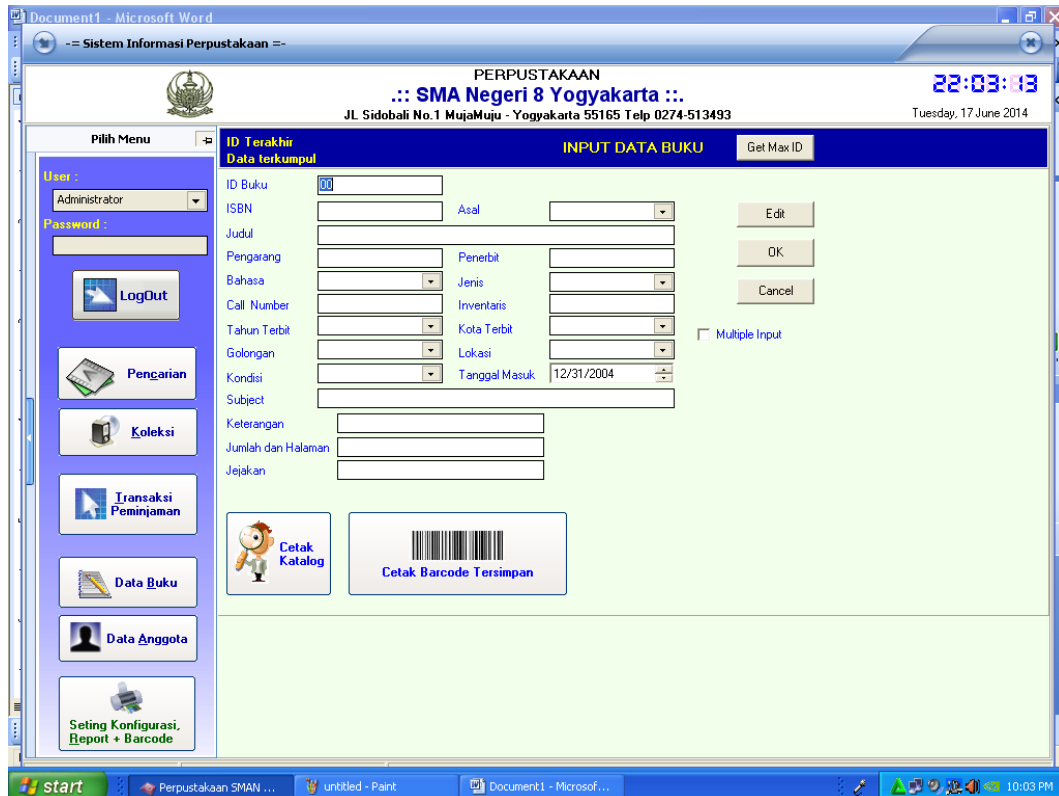 Document1 - Microsoft Word
-= Sistem Informasi Perpustakaan =-
PERPUSTAKAAN
.:: SMA Negeri 8 Yogyakarta ::.
JL Sidobali No.1 MujaMuju - Yogyakarta 55165 Telp 0274-513493
22:03:13
Tuesday, 17 June 2014
Pilih Menu
User :
Administrator
Password :
LogOut
Pencarian
Koleksi
Transaksi
Peminjaman
Data Buku
Data Anggota
Seting Konfigurasi,
Report + Barcode
ID Terakhir
Data terkumpul
INPUT DATA BUKU
Get Max ID
ID Buku 00
ISBN Asal
Judul
Pengarang Penerbit
Bahasa Jenis
Call Number Inventaris
Tahun Terbit Kota Terbit
Golongan Lokasi
Kondisi Tanggal Masuk 12/31/2004
Subject
Keterangan
Jumlah dan Halaman
Jejakan
Edit
OK
Cancel
Multiple Input
Cetak
Katalog
Cetak Barcode Tersimpan
start Perpustakaan SMAN ... untitled - Paint Document1 - Microsof... 10:03 PM